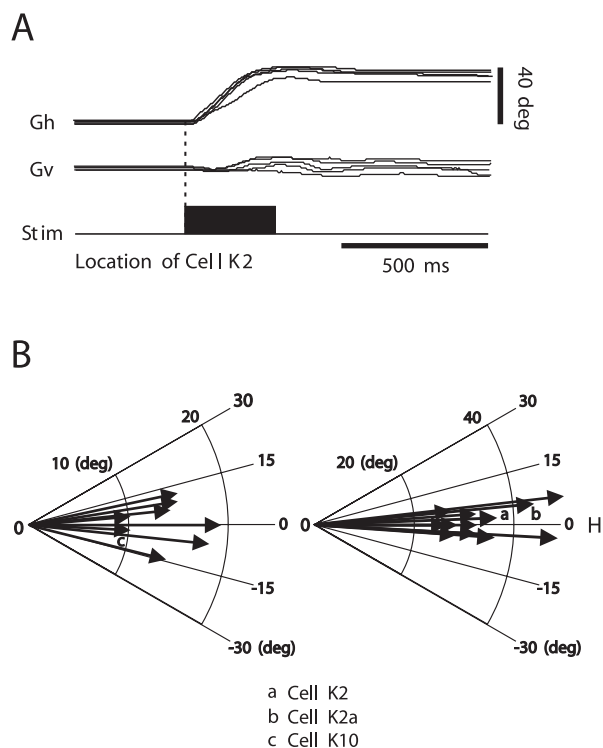 A
Gh
40 deg
Gv
Stim
Location of Cell K2
500 ms
B
30
20
10 (deg)
15
0
0
c
-15
-30 (deg)
30
40
20 (deg)
15
0
a
b
0
H
-15
-30 (deg)
a Cell K2
b Cell K2a
c Cell K10